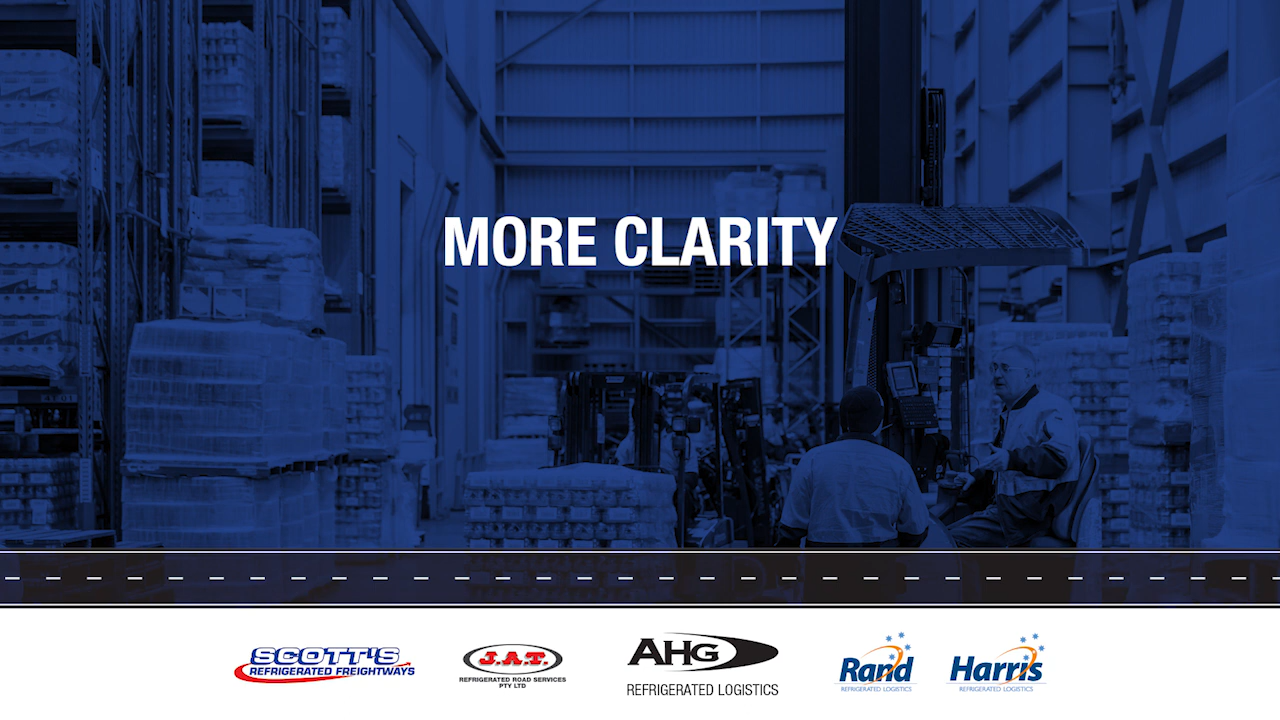 MORE CLARITY
SCOTT'S
REFRIGERATED FREIGHTWAYS
J.A.T.
REFRIGERATED ROAD SERVICES
PTY LTD
AHG
REFRIGERATED LOGISTICS
Rand
REFRIGERATED LOGISTICS
Harris
REFRIGERATED LOGISTICS